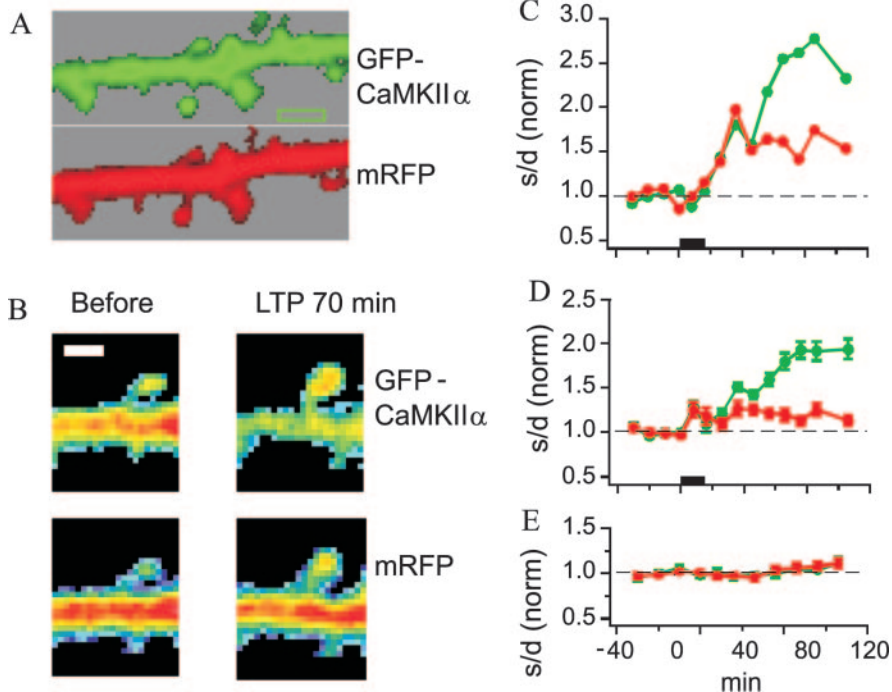 A
GFP-
CaMKII α
mRFP
B
Before
LTP 70 min
GFP -
CaMKII α
mRFP
C
s/d (norm)
3.0
2.5
2.0
1.5
1.0
0.5
D
s/d (norm)
2.5
2.0
1.5
1.0
0.5
E
s/d (norm)
1.5
1.0
0.5
-40 0 40 80 120
min